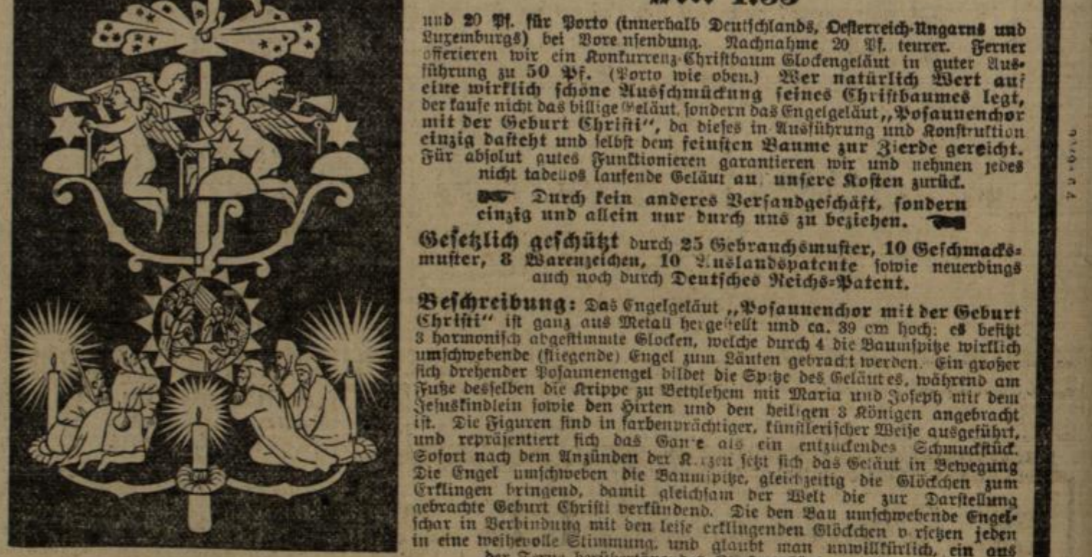 und 20 Pf. für Porto (innerhalb Deutschlands, Oesterreich-Ungarns und
Luxemburgs) bei Vore nsendung. Nachnahme 20 Pf. teurer. Ferner
offerieren wir ein Konkurrenz-Christbaum Glockengeläut in guter Aus-
führung zu 50 Pf. (Porto wie oben.) Wer natürlich Wert auf
eine wirklich schöne Ausschmückung seines Christbaumes legt,
der kaufe nicht das billige Geläut, sondern das Engelgeläut „Posaunenchor
mit der Geburt Christi“, da dieses in Ausführung und Konstruktion
einzig dasteht und selbst dem feinsten Baume zur Zierde gereicht.
Für absolut gutes Funktionieren garantieren wir und nehmen jedes
nicht tadellos laufende Geläut auf unsere Kosten zurück.
Durch kein anderes Versandgeschäft, sondern
einzig und allein nur durch uns zu beziehen.
Gesetzlich geschützt durch 25 Gebrauchsmuster, 10 Geschmacks-
muster, 8 Warenzeichen, 10 Auslandspatente sowie neuerdings
auch noch durch Deutsches Reichs-Patent.
Beschreibung: Das Engelgeläut „Posaunenchor mit der Geburt
Christi“ ist ganz aus Metall hergestellt und ca. 39 cm hoch; es besitzt
3 harmonisch abgestimmte Glocken, welche durch 4 die Baumspitze wirklich
umschwebende (fliegende) Engel zum Läuten gebracht werden. Ein großer
sich drehender Posaunenengel bildet die Spitze des Geläutes, während am
Fuße desselben die Krippe zu Bethlehem mit Maria und Joseph mit dem
Jesuskindlein sowie den Hirten und den heiligen 3 Königen angebracht
ist. Die Figuren sind in farbenprächtiger, künstlerischer Weise ausgeführt,
und repräsentiert sich das Ganze als ein entzückendes Schmuckstück.
Sofort nach dem Anzünden der Kerzen setzt sich das Geläut in Bewegung
Die Engel umschweben die Baumspitze, gleichzeitig die Glöckchen zum
Erklingen bringend, damit gleichsam der Welt die zur Darstellung
gebrachte Geburt Christi verkündend. Die den Bau umschwebende Engel-
schar in Verbindung mit den leise erklingenden Glöckchen versetzen jeden
in eine weihevolle Stimmung, und glaubt man unwillkürlich, ein aus
der Ferne